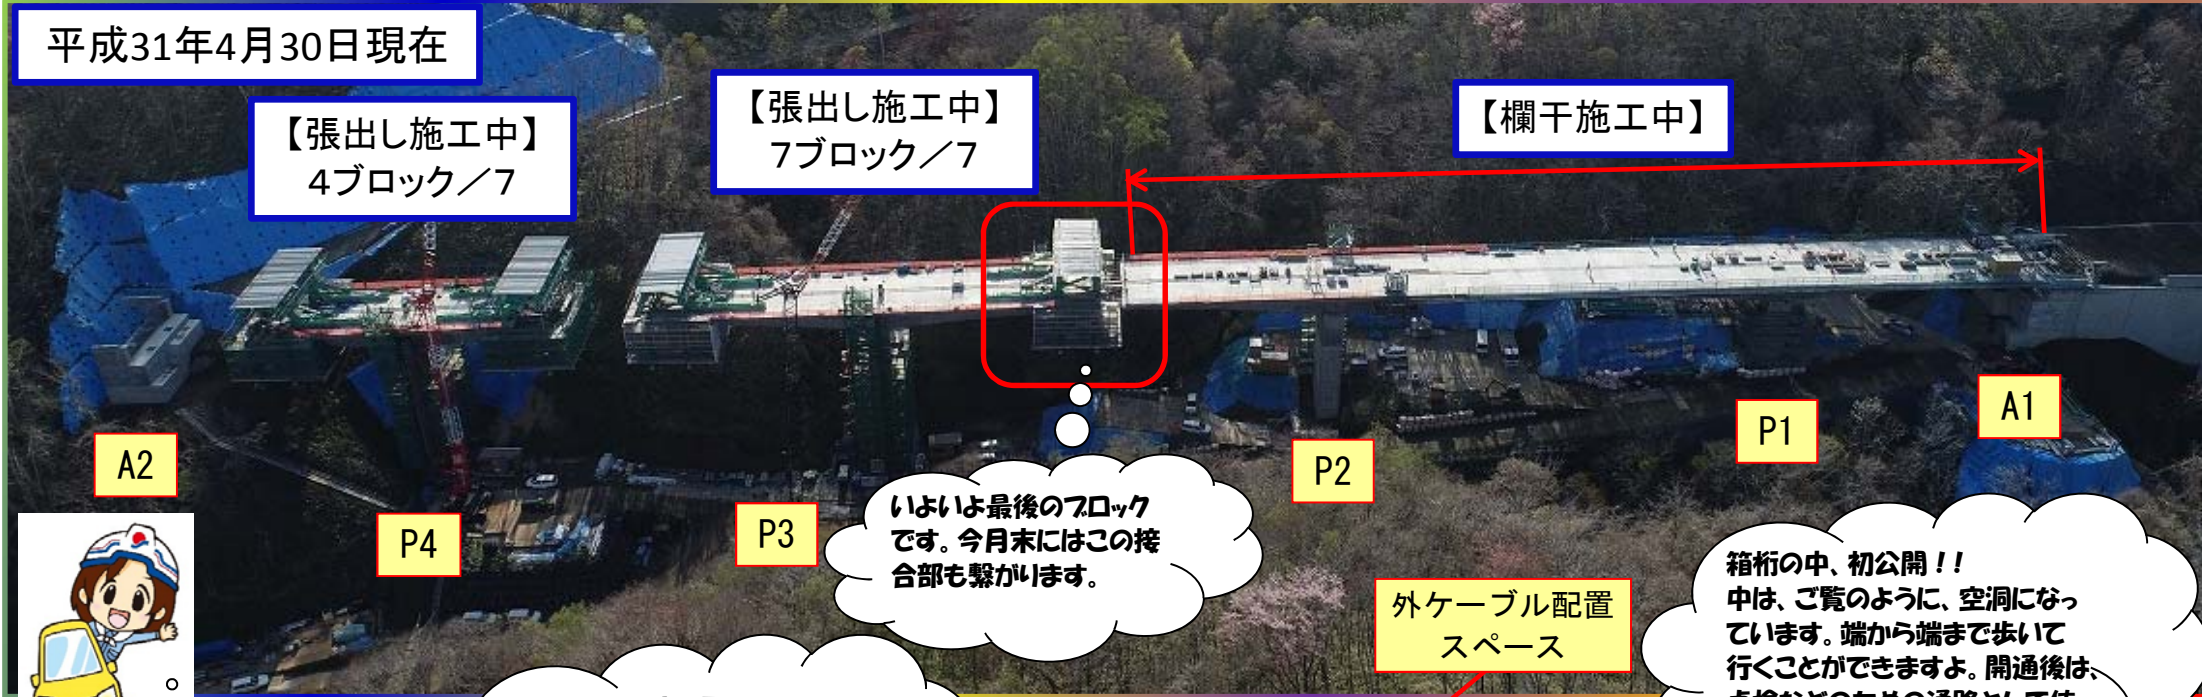 平成31年4月30日現在
【張出し施工中】
4ブロック／7
【張出し施工中】
7ブロック／7
【欄干施工中】
A2
P4
P3
P2
P1
A1
いよいよ最後のブロック
です。今月末にはこの接
合部も繋がります。
外ケーブル配置
スペース
箱桁の中、初公開！！
中は、ご覧のように、空洞になっ
ています。端から端まで歩いて
行くことができますよ。開通後は、